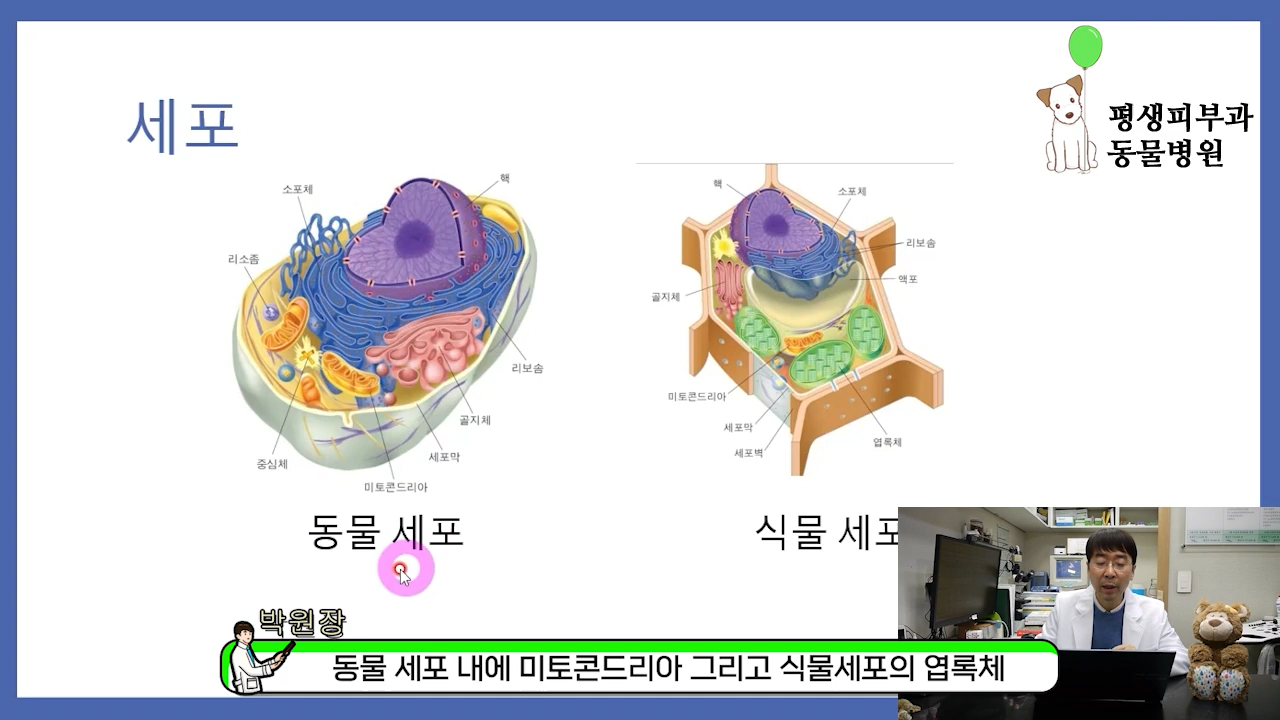 세포
평생피부과
동물병원
소포체
핵
리소좀
리보솜
골지체
세포막
중심체
미토콘드리아
동물 세포
핵
소포체
리보솜
액포
골지체
미토콘드리아
세포막
세포벽
엽록체
식물 세포
박원장
동물 세포 내에 미토콘드리아 그리고 식물세포의 엽록체